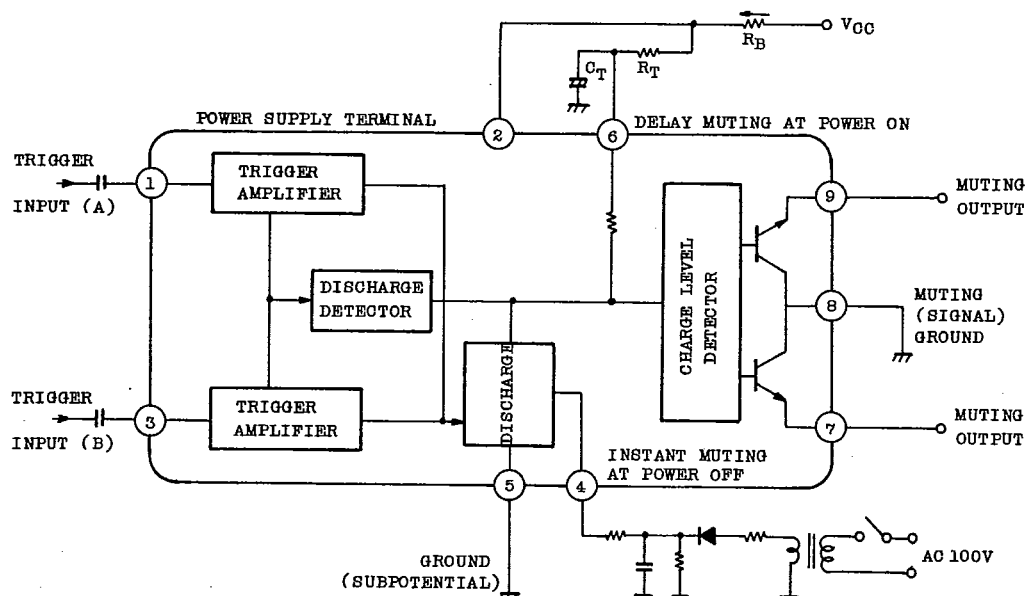 V_CC
R_B
C_T
R_T
POWER SUPPLY TERMINAL
2
6
DELAY MUTING AT POWER ON
TRIGGER
INPUT (A)
1
TRIGGER
AMPLIFIER
9
MUTING
OUTPUT
DISCHARGE
DETECTOR
CHARGE LEVEL
DETECTOR
8
MUTING
(SIGNAL)
GROUND
DISCHARGE
TRIGGER
INPUT (B)
3
TRIGGER
AMPLIFIER
7
MUTING
OUTPUT
INSTANT MUTING
AT POWER OFF
5
4
GROUND
(SUBPOTENTIAL)
AC 100V